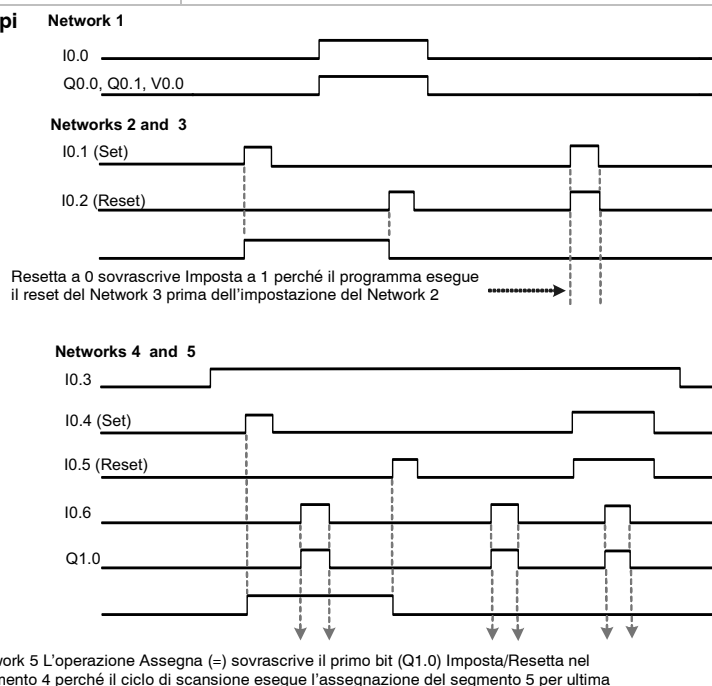 pi
Network 1
I0.0
Q0.0, Q0.1, V0.0
Networks 2 and 3
I0.1 (Set)
I0.2 (Reset)
Resetta a 0 sovrascrive Imposta a 1 perché il programma esegue
il reset del Network 3 prima dell'impostazione del Network 2
Networks 4 and 5
I0.3
I0.4 (Set)
I0.5 (Reset)
I0.6
Q1.0
work 5 L'operazione Assegna (=) sovrascrive il primo bit (Q1.0) Imposta/Resetta nel
mento 4 perché il ciclo di scansione esegue l'assegnazione del segmento 5 per ultima